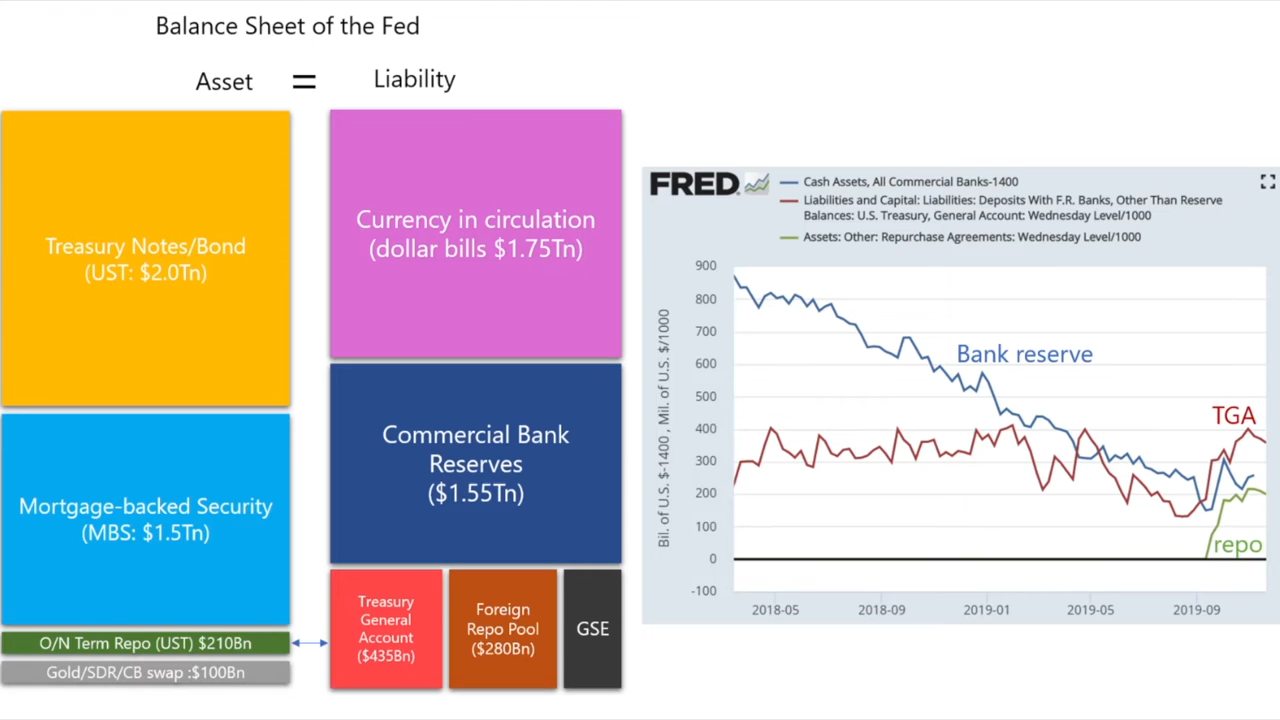 Balance Sheet of the Fed
Asset = Liability
Treasury Notes/Bond
(UST: $2.0Tn)
Mortgage-backed Security
(MBS: $1.5Tn)
O/N Term Repo (UST) $210Bn
Gold/SDR/CB swap :$100Bn
Currency in circulation
(dollar bills $1.75Tn)
Commercial Bank
Reserves
($1.55Tn)
Treasury
General
Account
($435Bn)
Foreign
Repo Pool
($280Bn)
GSE
FRED
Cash Assets, All Commercial Banks-1400
Liabilities and Capital: Liabilities: Deposits With F.R. Banks, Other Than Reserve
Balances: U.S. Treasury, General Account: Wednesday Level/1000
Assets: Other: Repurchase Agreements: Wednesday Level/1000
Bil. of U.S. $-1400 , Mil. of U.S. $/1000
900
800
700
600
500
400
300
200
100
0
-100
Bank reserve
TGA
repo
2018-05
2018-09
2019-01
2019-05
2019-09